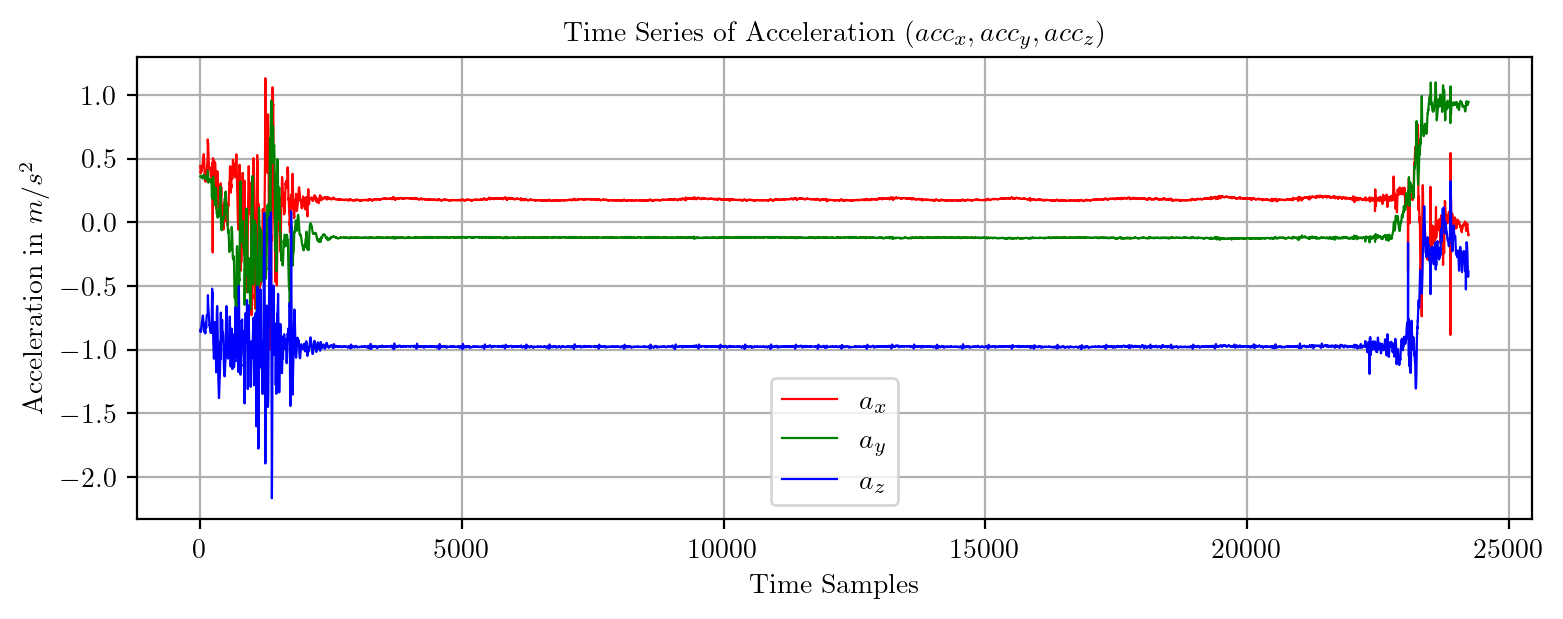 Time Series of Acceleration (acc_x, acc_y, acc_z)
Acceleration in m/s^2
1.0
0.5
0.0
−0.5
−1.0
−1.5
−2.0
a_x
a_y
a_z
0 5000 10000 15000 20000 25000
Time Samples